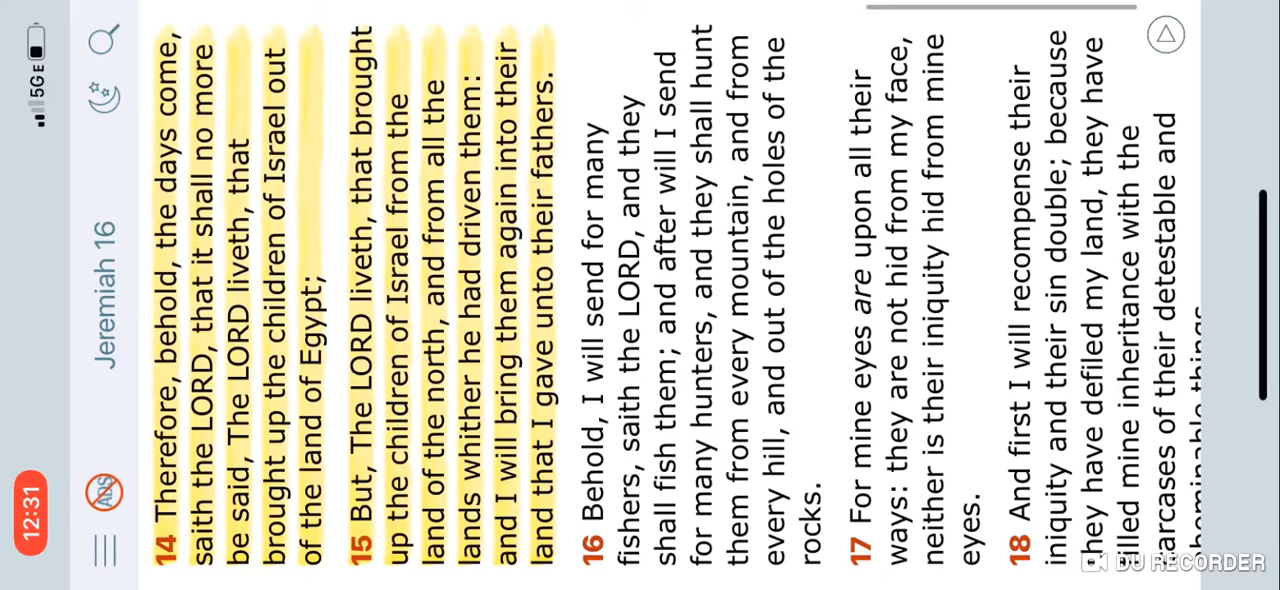 12:31
5GE
ADS
Jeremiah 16
14 Therefore, behold, the days come,
saith the LORD, that it shall no more
be said, The LORD liveth, that
brought up the children of Israel out
of the land of Egypt;
15 But, The LORD liveth, that brought
up the children of Israel from the
land of the north, and from all the
lands whither he had driven them:
and I will bring them again into their
land that I gave unto their fathers.
16 Behold, I will send for many
fishers, saith the LORD, and they
shall fish them; and after will I send
for many hunters, and they shall hunt
them from every mountain, and from
every hill, and out of the holes of the
rocks.
17 For mine eyes are upon all their
ways: they are not hid from my face,
neither is their iniquity hid from mine
eyes.
18 And first I will recompense their
iniquity and their sin double; because
they have defiled my land, they have
filled mine inheritance with the
carcases of their detestable and
abominable things.
DU RECORDER